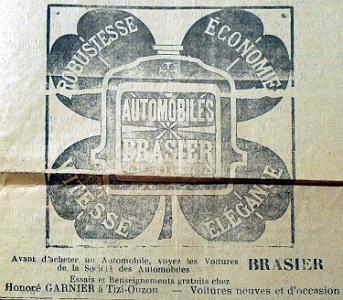 ROBUSTESSE
ÉCONOMIE
AUTOMOBILES
BRASIER
VITESSE
ELÉGANCE
Avant d'acheter un Automobile, voyez les Voitures
de la Société des Automobiles BRASIER
Essais et Renseignements gratuits chez
Honoré GARNIER à Tizi-Ouzou — Voitures neuves et d'occasion